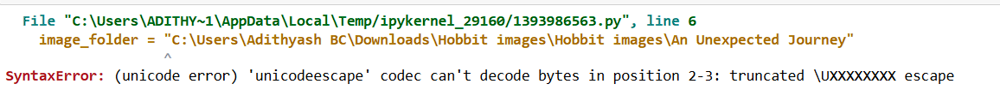 File "C:\Users\ADITHY~1\AppData\Local\Temp/ipykernel_29160/1393986563.py", line 6
image_folder = "C:\Users\Adithyash BC\Downloads\Hobbit images\Hobbit images\An Unexpected Journey"
^
SyntaxError: (unicode error) 'unicodeescape' codec can't decode bytes in position 2-3: truncated \UXXXXXXXX escape